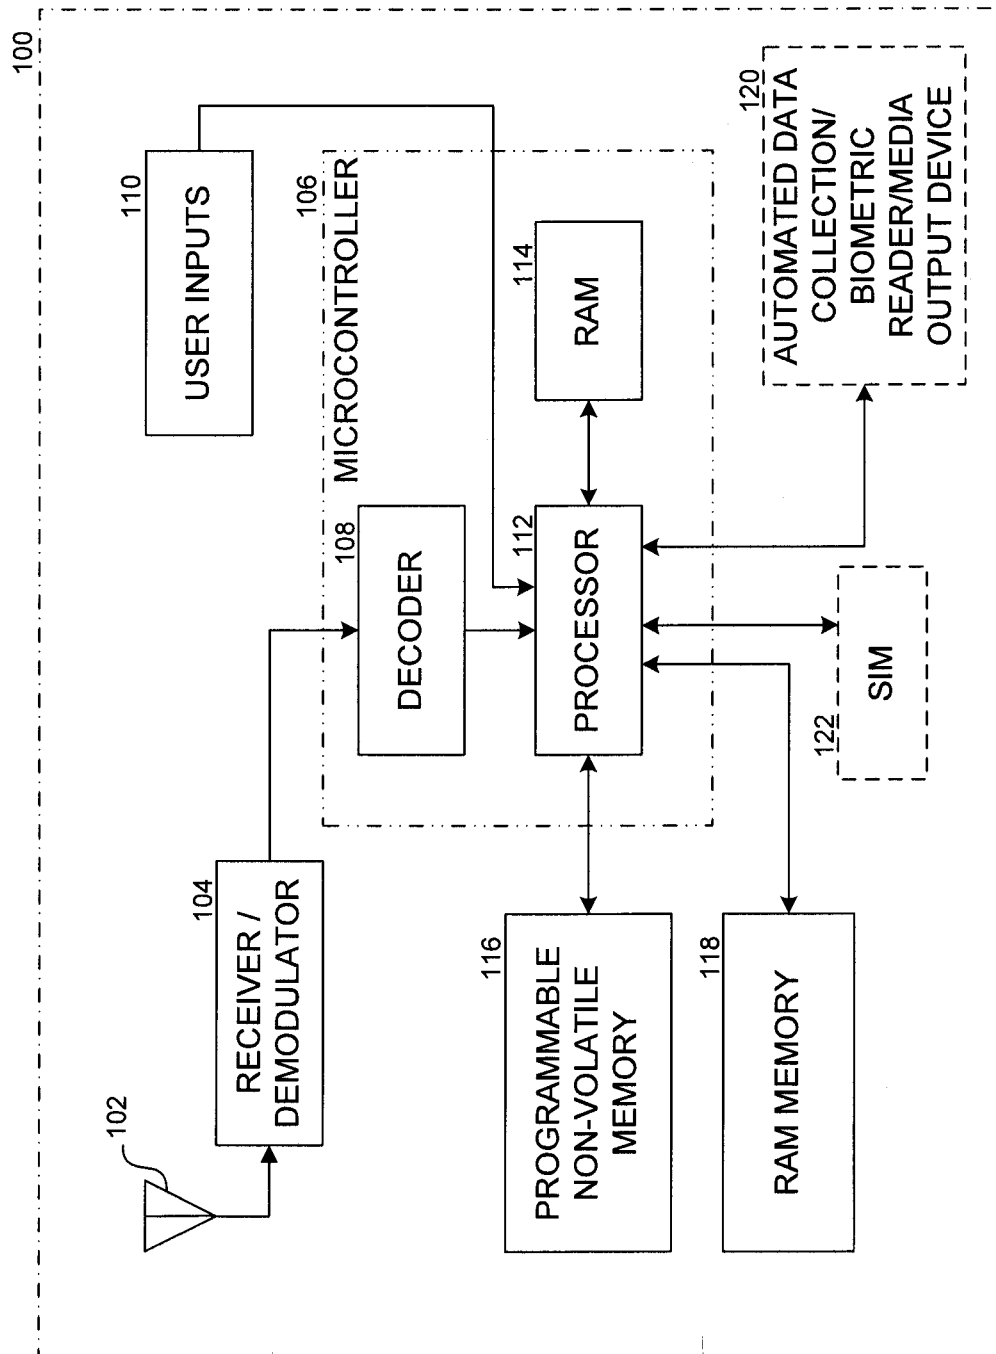 100
102
104
RECEIVER /
DEMODULATOR
110
USER INPUTS
106
MICROCONTROLLER
108
DECODER
112
PROCESSOR
114
RAM
116
PROGRAMMABLE
NON-VOLATILE
MEMORY
118
RAM MEMORY
122
SIM
120
AUTOMATED DATA
COLLECTION/
BIOMETRIC
READER/MEDIA
OUTPUT DEVICE